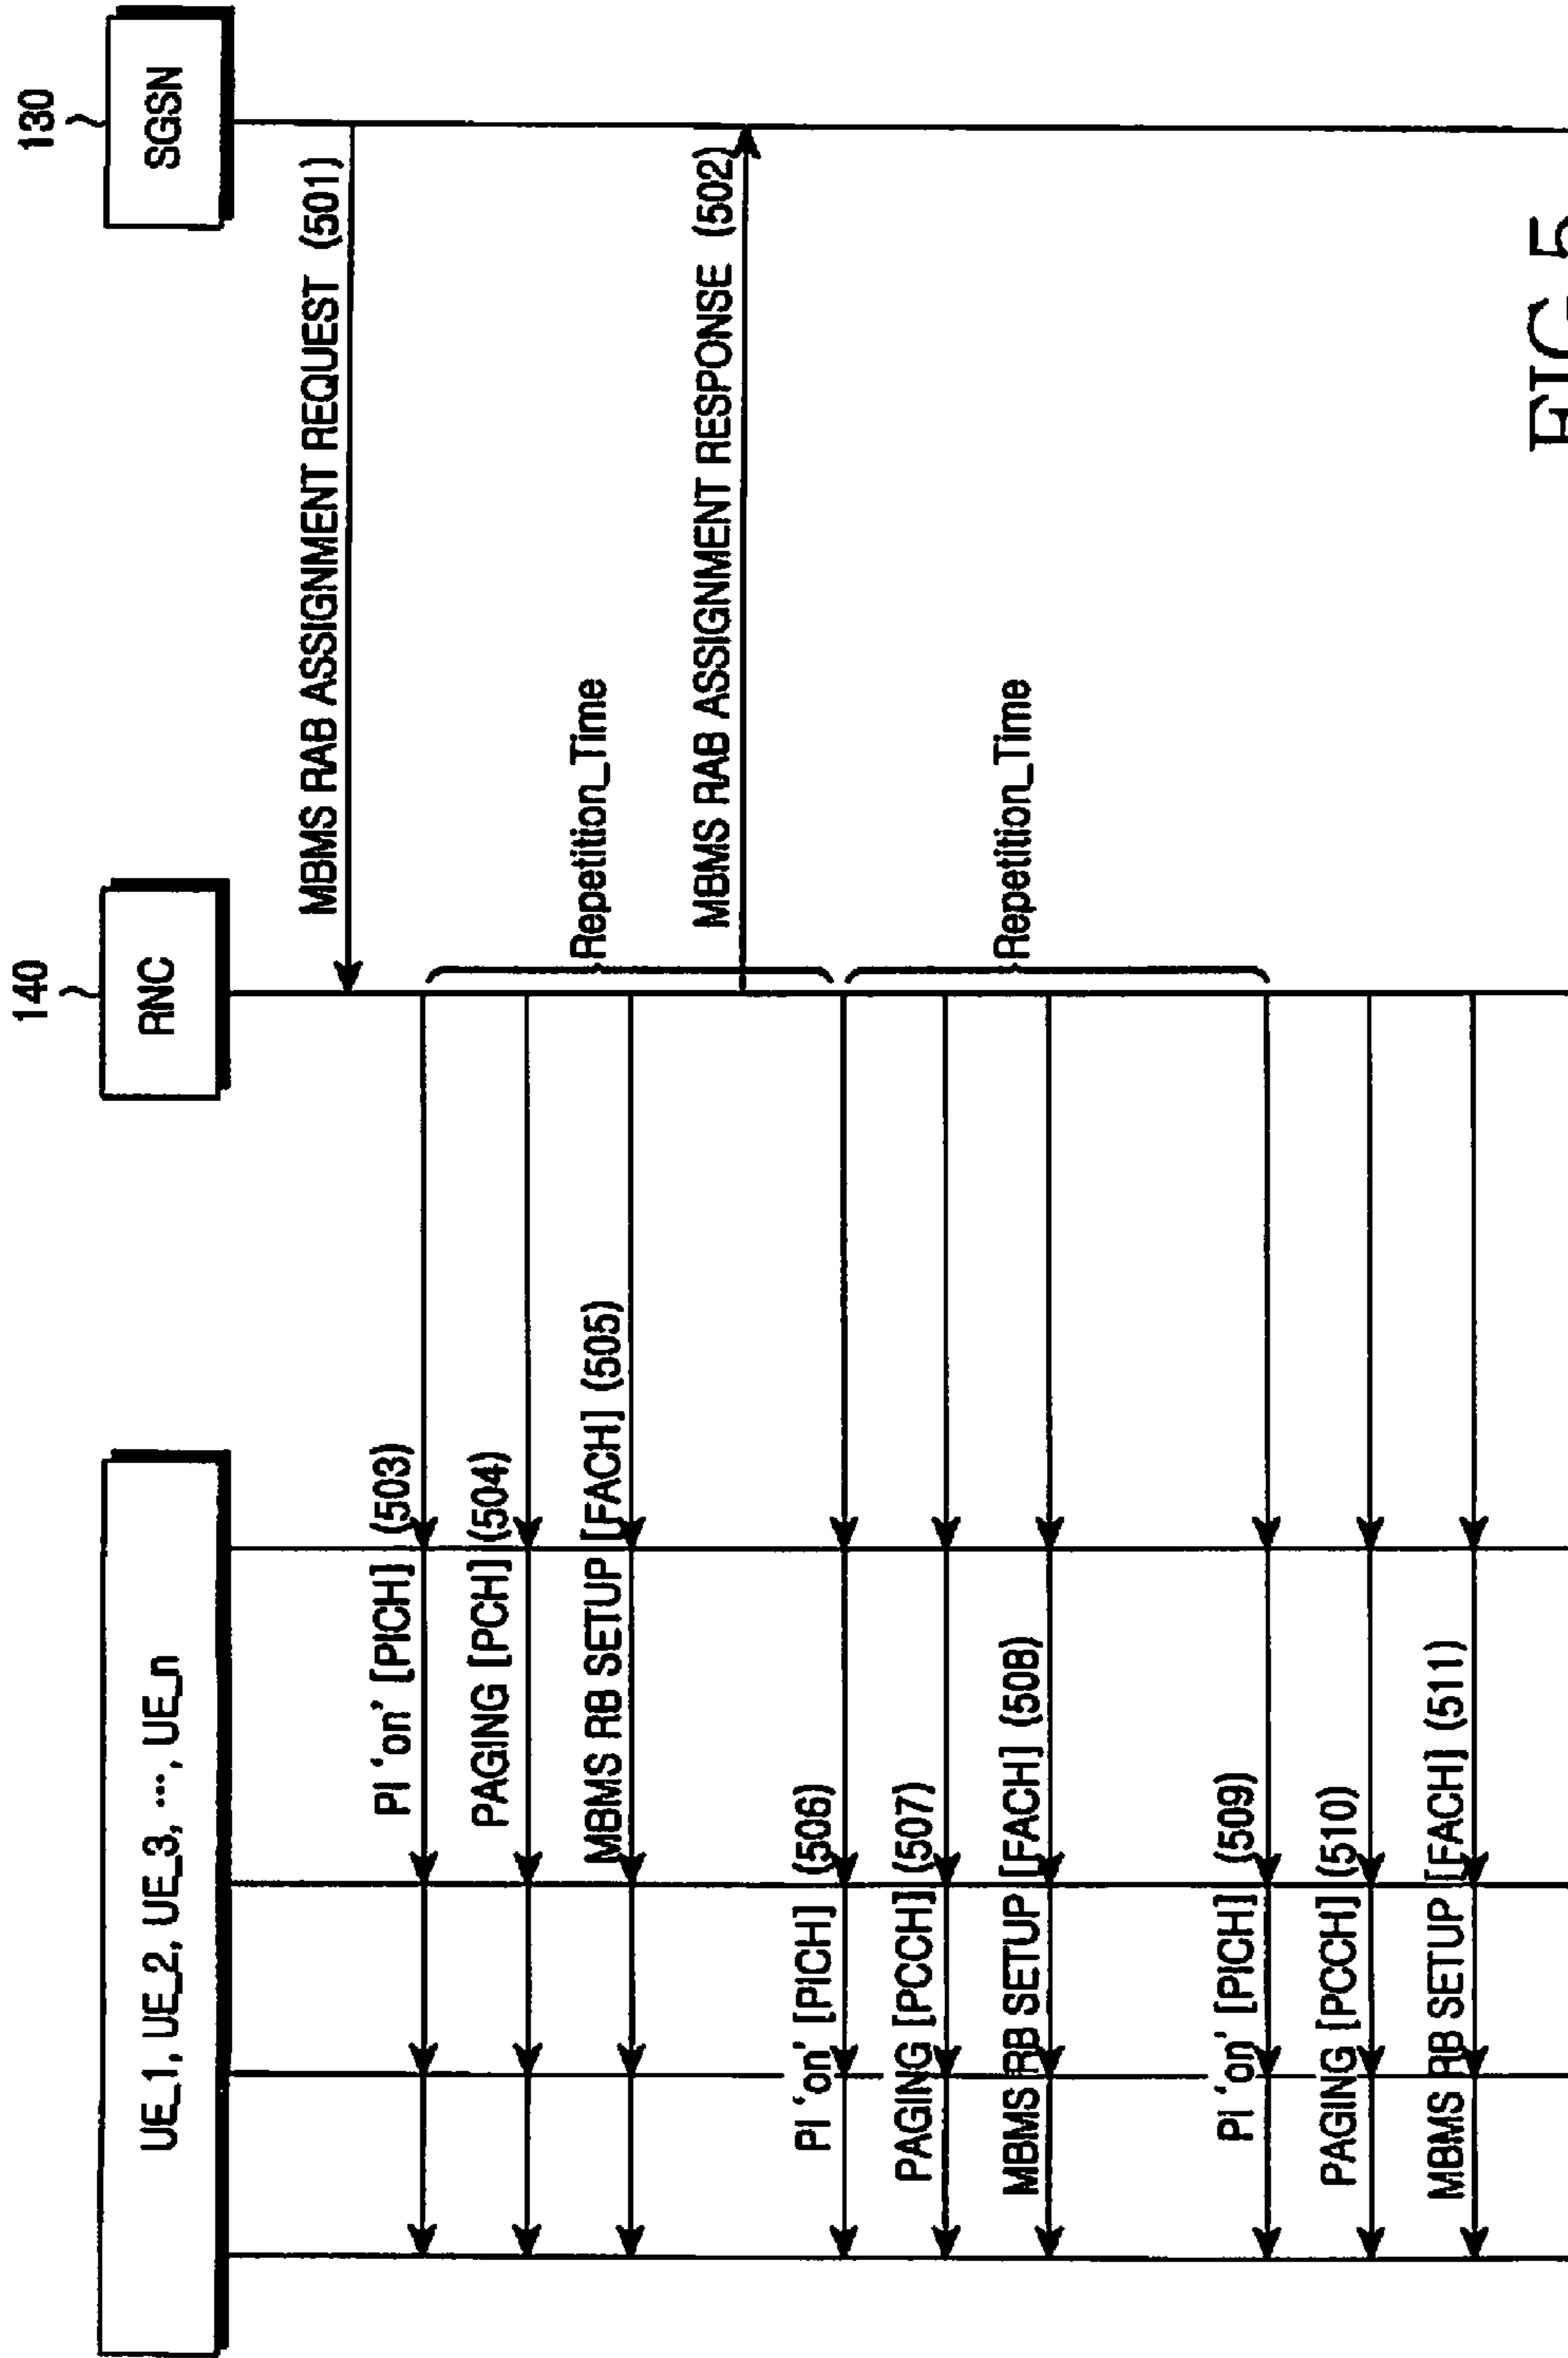 UE_1, UE_2, UE_3, ···, UE_n
140
RNC
130
SGSN
MBMS RAB ASSIGNMENT REQUEST (501)
PI ‘on’ [PICH] (503)
PAGING [PCH] (504)
Repetition_Time
MBMS RB SETUP [FACH] (505)
MBMS RAB ASSIGNMENT RESPONSE (502)
PI ‘on’ [PICH] (506)
PAGING [PCCH] (507)
Repetition_Time
MBMS RB SETUP [FACH] (508)
PI ‘on’ [PICH] (509)
PAGING [PCCH] (510)
MBMS RB SETUP [FACH] (511)
FIG.5